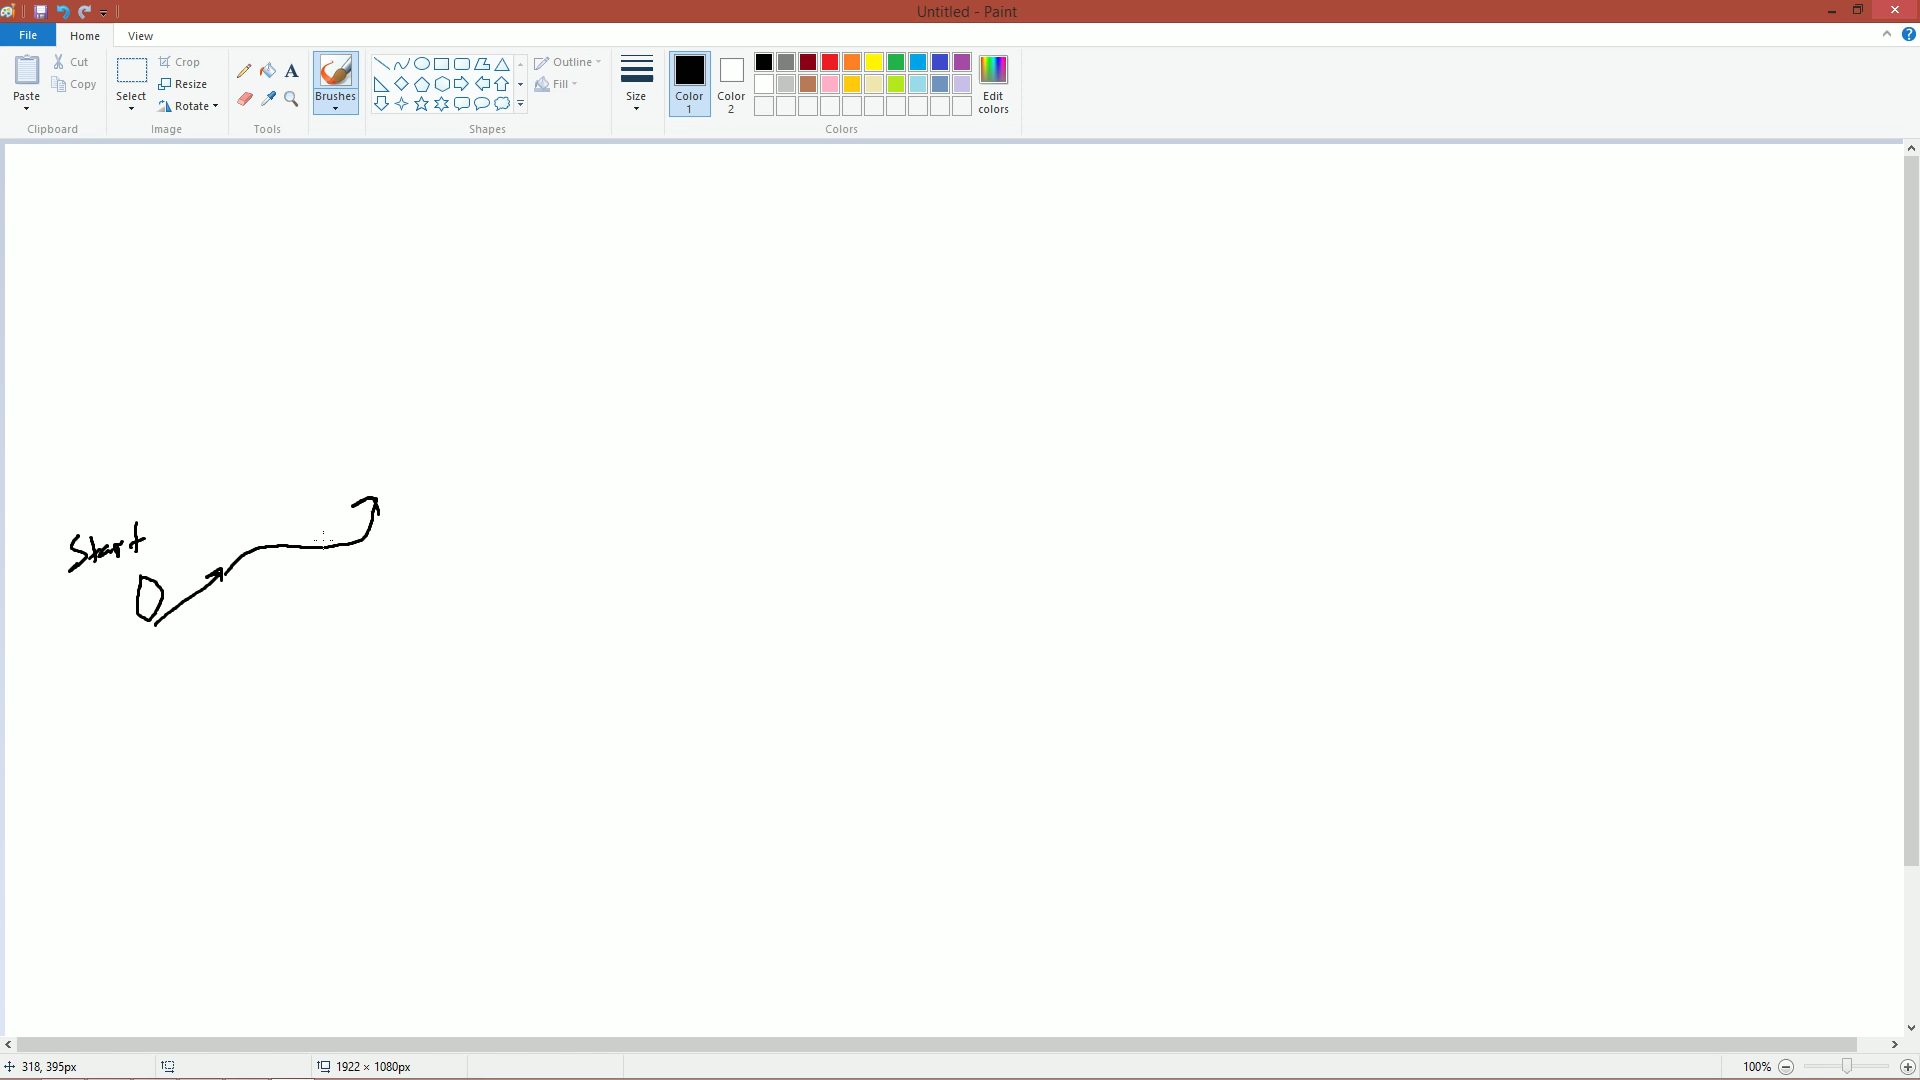 Untitled - Paint
File Home View
Paste
Cut
Copy
Clipboard
Select
Crop
Resize
Rotate
Image
A
Tools
Brushes
Shapes
Outline
Fill
Size
Color
1
Color
2
Edit
colors
Colors
Start
318, 395px
1922 × 1080px
100%